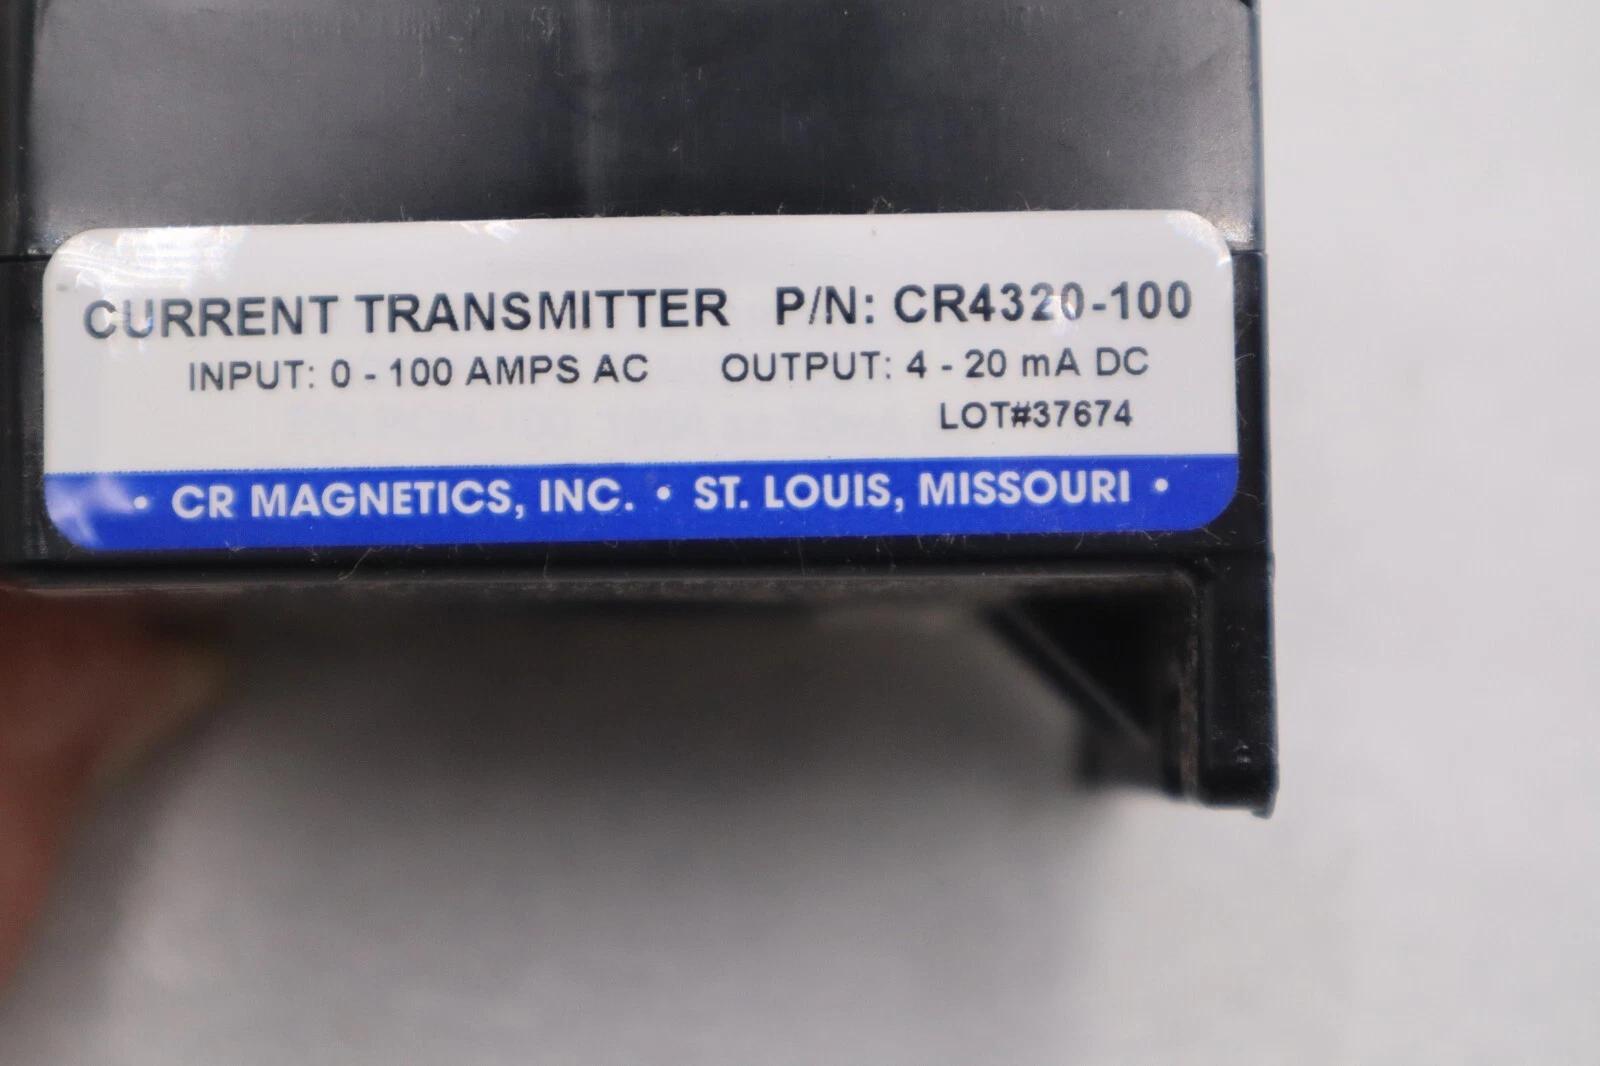 CURRENT TRANSMITTER P/N: CR4320-100
INPUT: 0 - 100 AMPS AC OUTPUT: 4 - 20 mA DC
LOT#37674
• CR MAGNETICS, INC. • ST. LOUIS, MISSOURI •